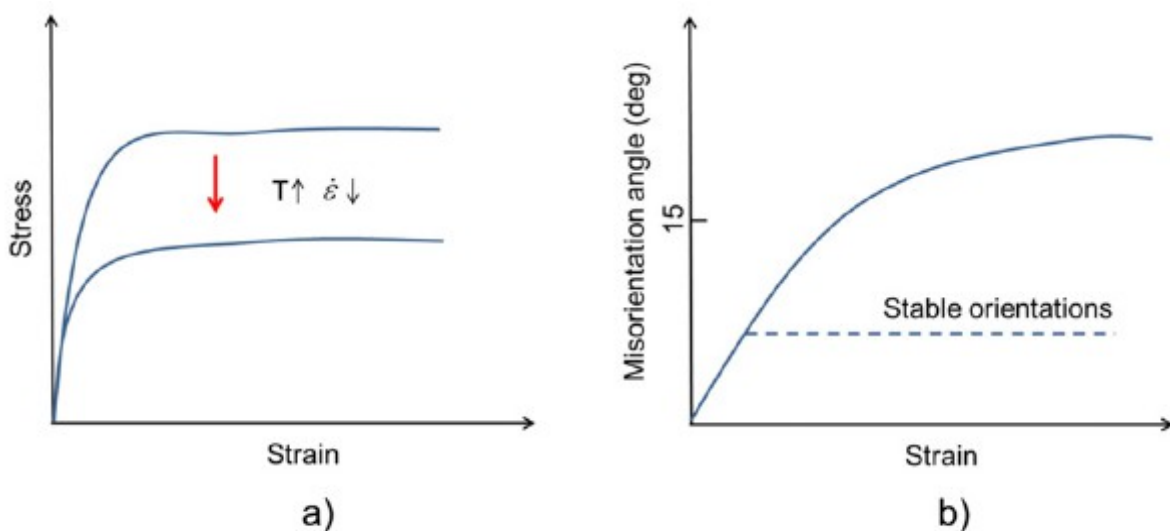 Stress
T↑ ε̇↓
Strain
a)
Misorientation angle (deg)
15
Stable orientations
Strain
b)